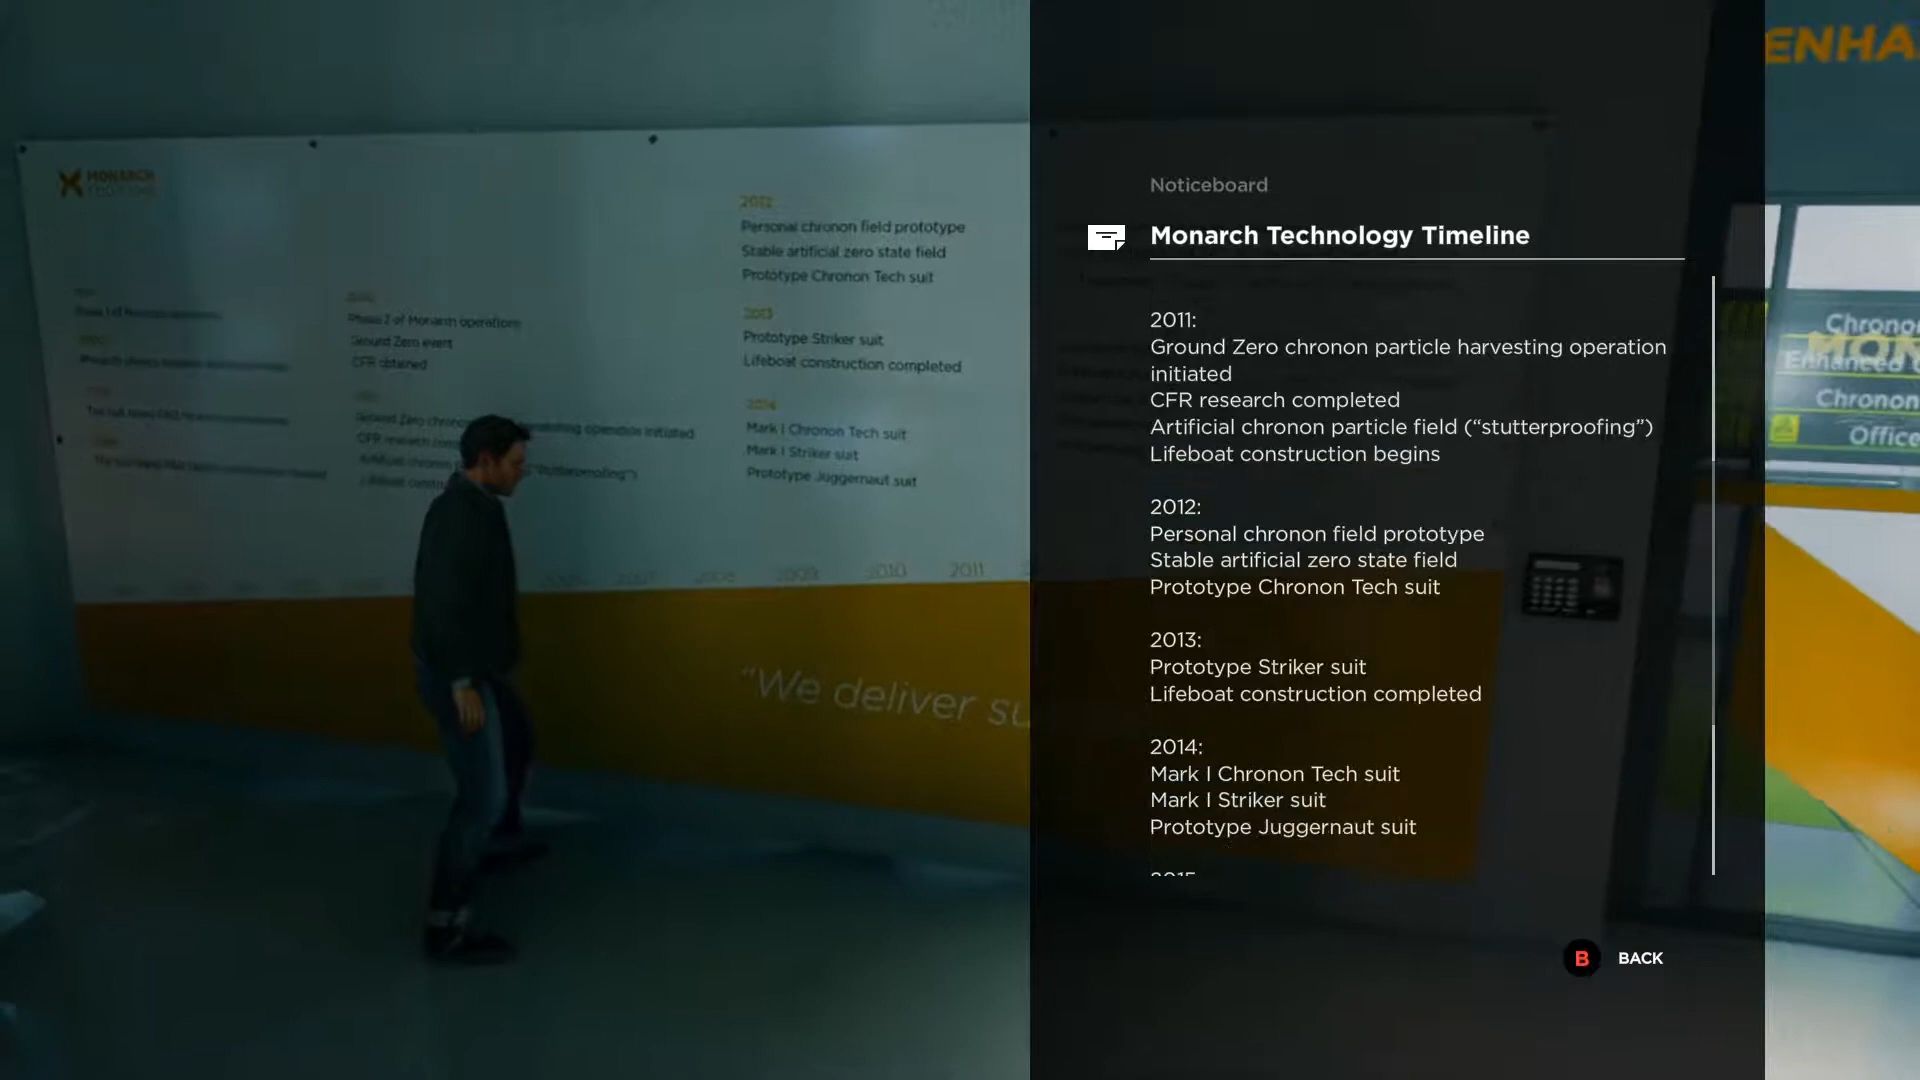 MONARCH
2012
Personal chronon field prototype
Stable artificial zero state field
Prototype Chronon Tech suit
2013
Prototype Striker suit
Lifeboat construction completed
2014
Mark I Chronon Tech suit
Mark I Striker suit
Prototype Juggernaut suit
Phase 2 of Monarch operations
Ground Zero event
CFR obtained
2009
2010
2011
“We deliver su
Noticeboard
Monarch Technology Timeline
2011:
Ground Zero chronon particle harvesting operation
initiated
CFR research completed
Artificial chronon particle field (“stutterproofing”)
Lifeboat construction begins
2012:
Personal chronon field prototype
Stable artificial zero state field
Prototype Chronon Tech suit
2013:
Prototype Striker suit
Lifeboat construction completed
2014:
Mark I Chronon Tech suit
Mark I Striker suit
Prototype Juggernaut suit
B BACK
ENHA
Chrono
Enhanced
Chronon
Office